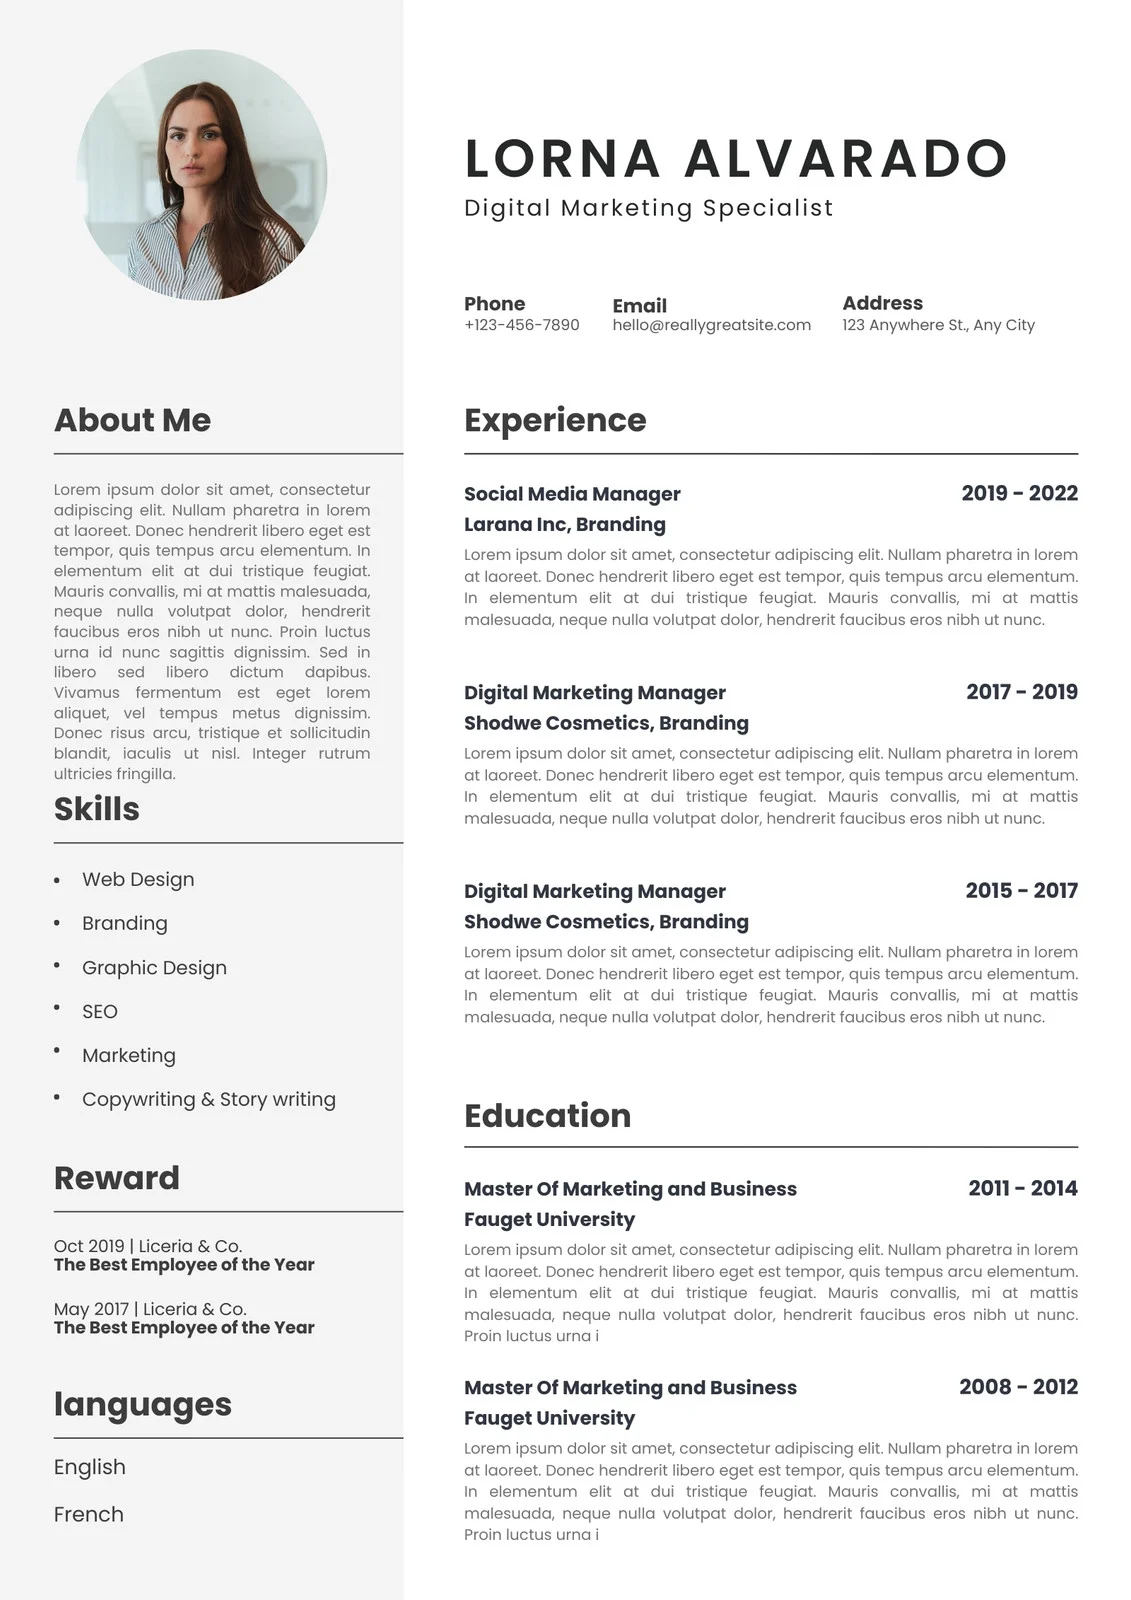 LORNA ALVARADO
Digital Marketing Specialist
Phone
+123-456-7890
Email
hello@reallygreatsite.com
Address
123 Anywhere St., Any City
About Me
Lorem ipsum dolor sit amet, consectetur
adipiscing elit. Nullam pharetra in lorem
at laoreet. Donec hendrerit libero eget est
tempor, quis tempus arcu elementum. In
elementum elit at dui tristique feugiat.
Mauris convallis, mi at mattis malesuada,
neque nulla volutpat dolor, hendrerit
faucibus eros nibh ut nunc. Proin luctus
urna id nunc sagittis dignissim. Sed in
libero sed libero dictum dapibus.
Vivamus fermentum est eget lorem
aliquet, vel tempus metus dignissim.
Donec risus arcu, tristique et sollicitudin
blandit, iaculis ut nisl. Integer rutrum
ultricies fringilla.
Skills
• Web Design
• Branding
• Graphic Design
• SEO
• Marketing
• Copywriting & Story writing
Reward
Oct 2019 | Liceria & Co.
The Best Employee of the Year
May 2017 | Liceria & Co.
The Best Employee of the Year
languages
English
French
Experience
Social Media Manager 2019 - 2022
Larana Inc, Branding
Lorem ipsum dolor sit amet, consectetur adipiscing elit. Nullam pharetra in lorem
at laoreet. Donec hendrerit libero eget est tempor, quis tempus arcu elementum.
In elementum elit at dui tristique feugiat. Mauris convallis, mi at mattis
malesuada, neque nulla volutpat dolor, hendrerit faucibus eros nibh ut nunc.
Digital Marketing Manager 2017 - 2019
Shodwe Cosmetics, Branding
Lorem ipsum dolor sit amet, consectetur adipiscing elit. Nullam pharetra in lorem
at laoreet. Donec hendrerit libero eget est tempor, quis tempus arcu elementum.
In elementum elit at dui tristique feugiat. Mauris convallis, mi at mattis
malesuada, neque nulla volutpat dolor, hendrerit faucibus eros nibh ut nunc.
Digital Marketing Manager 2015 - 2017
Shodwe Cosmetics, Branding
Lorem ipsum dolor sit amet, consectetur adipiscing elit. Nullam pharetra in lorem
at laoreet. Donec hendrerit libero eget est tempor, quis tempus arcu elementum.
In elementum elit at dui tristique feugiat. Mauris convallis, mi at mattis
malesuada, neque nulla volutpat dolor, hendrerit faucibus eros nibh ut nunc.
Education
Master Of Marketing and Business 2011 - 2014
Fauget University
Lorem ipsum dolor sit amet, consectetur adipiscing elit. Nullam pharetra in lorem
at laoreet. Donec hendrerit libero eget est tempor, quis tempus arcu elementum.
In elementum elit at dui tristique feugiat. Mauris convallis, mi at mattis
malesuada, neque nulla volutpat dolor, hendrerit faucibus eros nibh ut nunc.
Proin luctus urna i
Master Of Marketing and Business 2008 - 2012
Fauget University
Lorem ipsum dolor sit amet, consectetur adipiscing elit. Nullam pharetra in lorem
at laoreet. Donec hendrerit libero eget est tempor, quis tempus arcu elementum.
In elementum elit at dui tristique feugiat. Mauris convallis, mi at mattis
malesuada, neque nulla volutpat dolor, hendrerit faucibus eros nibh ut nunc.
Proin luctus urna i